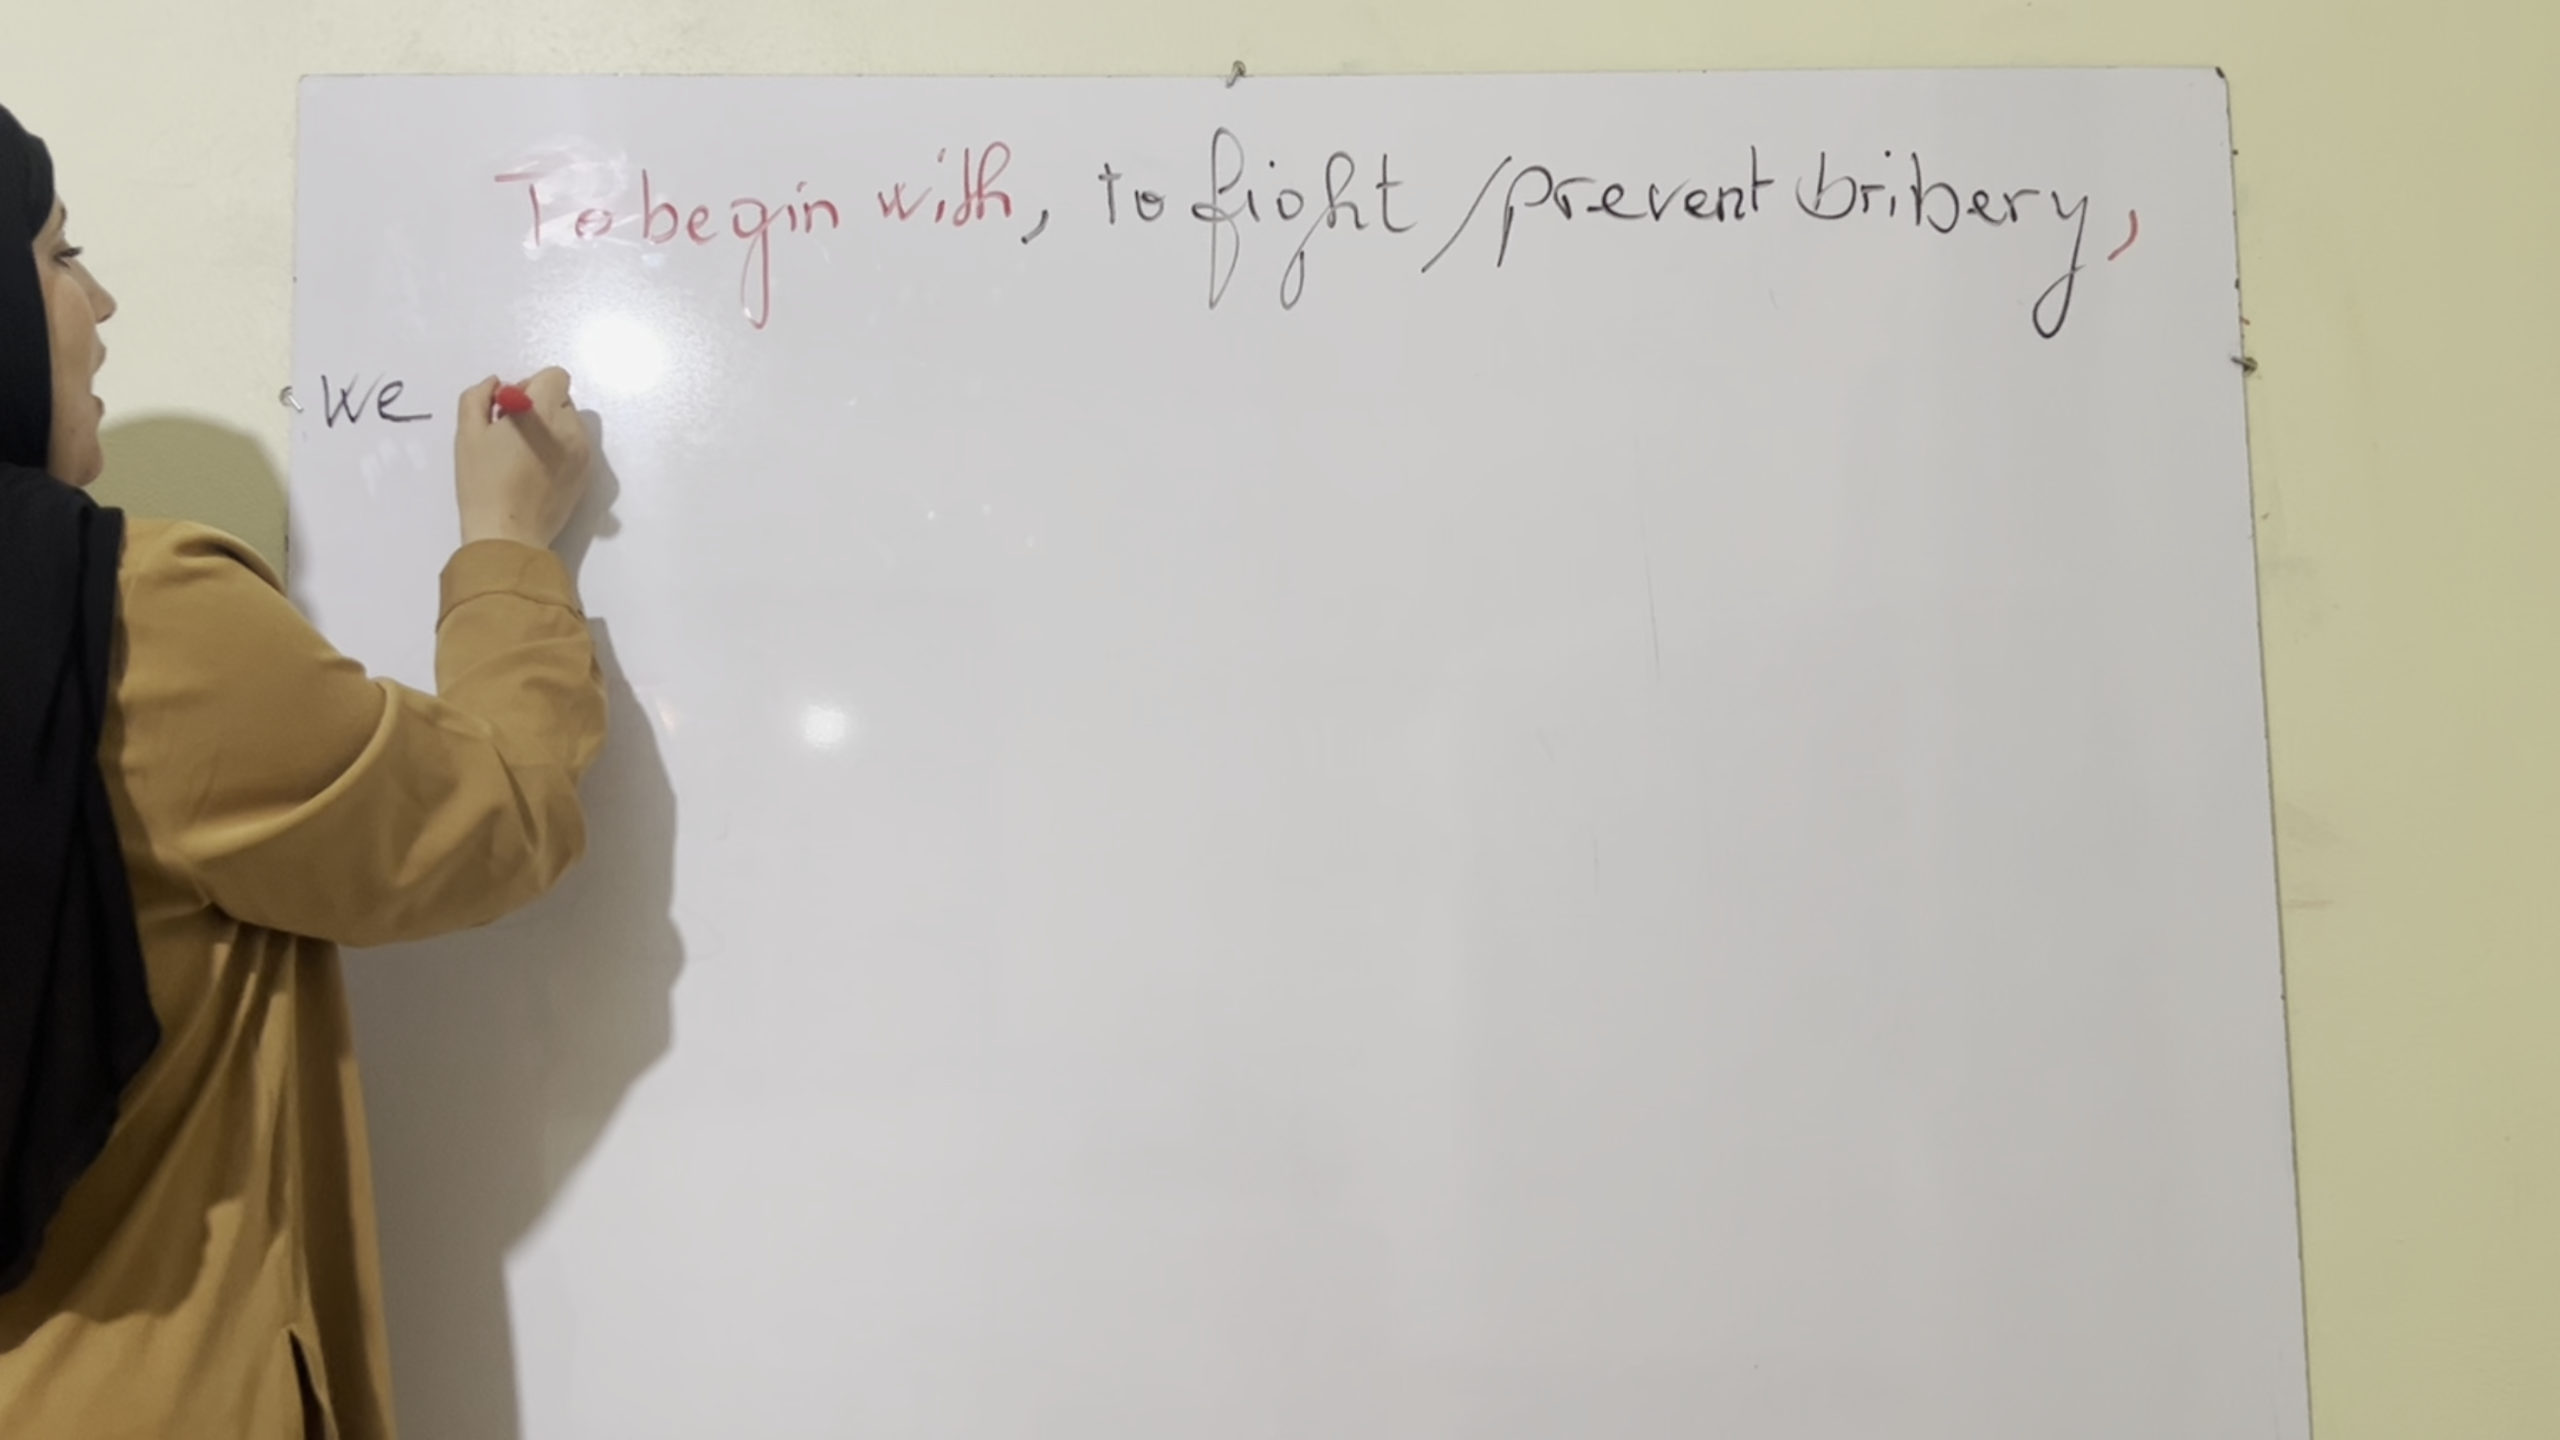 To begin with, to fight / prevent bribery,
we